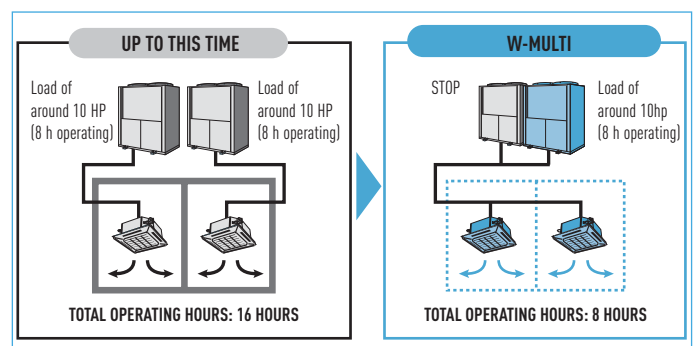 UP TO THIS TIME
Load of
around 10 HP
(8 h operating)
Load of
around 10 HP
(8 h operating)
TOTAL OPERATING HOURS: 16 HOURS
W-MULTI
STOP
Load of
around 10hp
(8 h operating)
TOTAL OPERATING HOURS: 8 HOURS